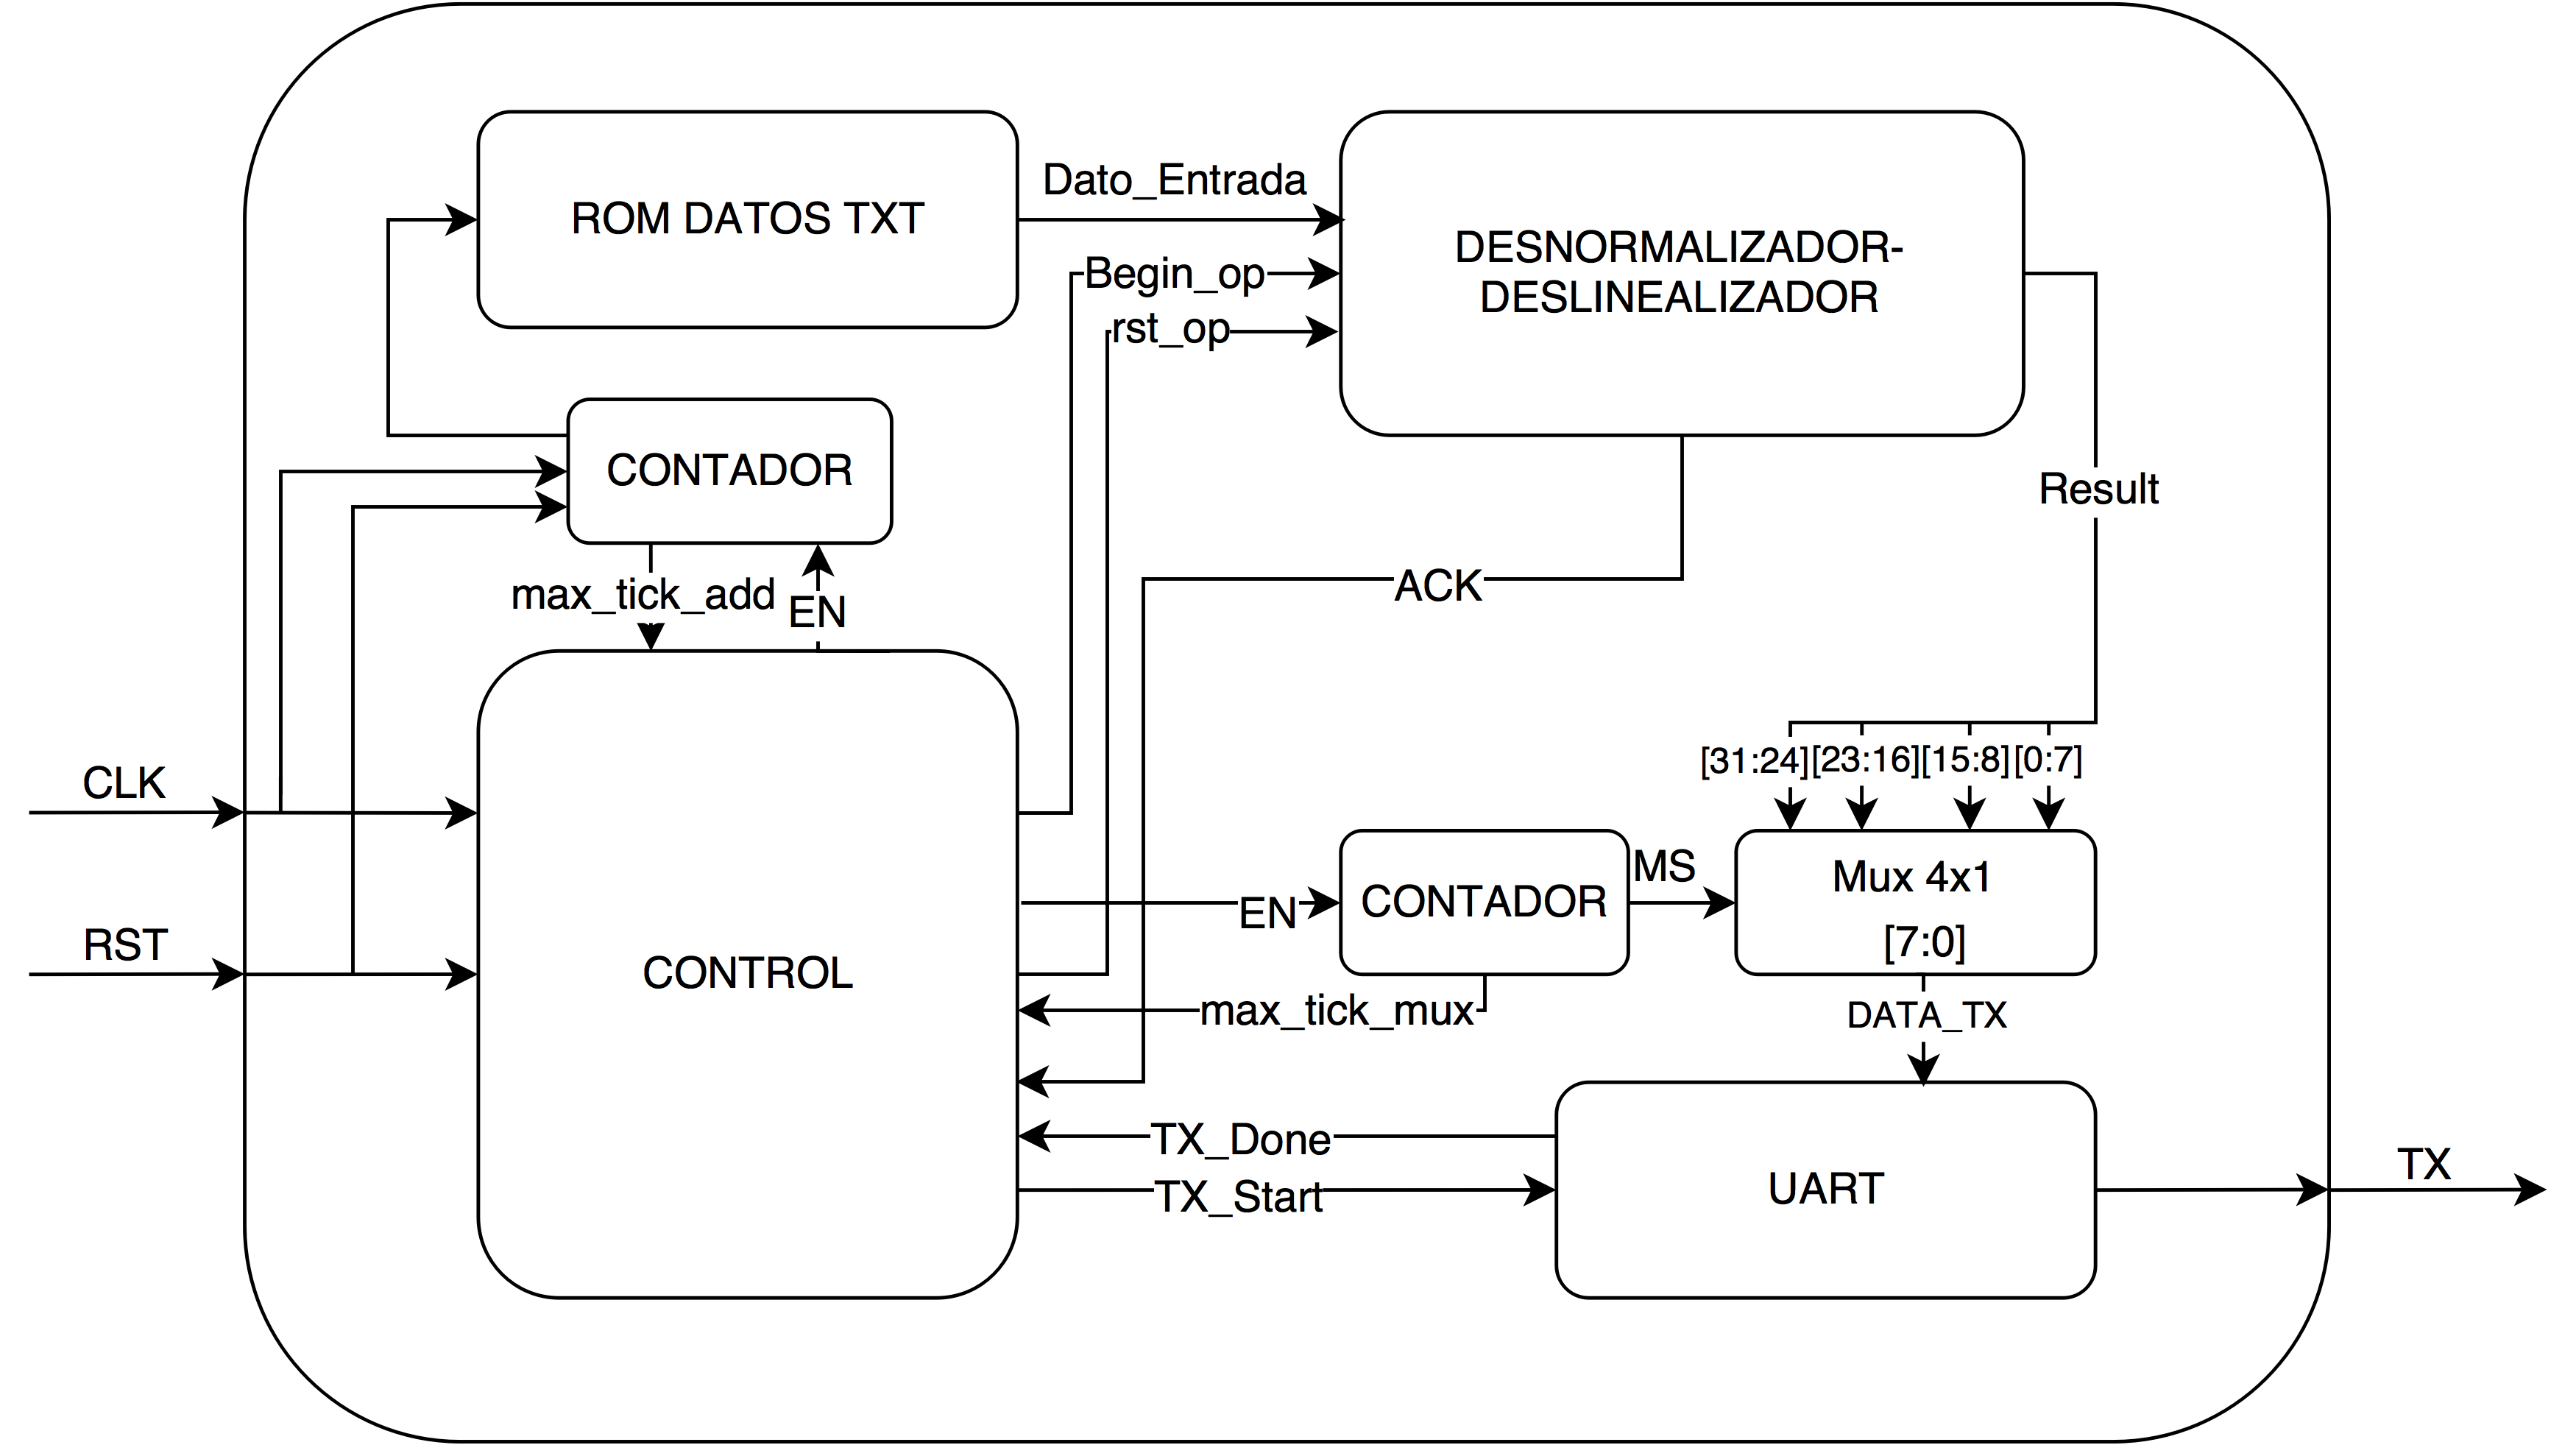 ROM DATOS TXT
Dato_Entrada
Begin_op
rst_op
DESNORMALIZADOR-
DESLINEALIZADOR
CONTADOR
Result
max_tick_add
EN
ACK
CLK
RST
CONTROL
[31:24]
[23:16]
[15:8]
[0:7]
EN
CONTADOR
MS
Mux 4x1
[7:0]
max_tick_mux
DATA_TX
TX_Done
TX_Start
UART
TX